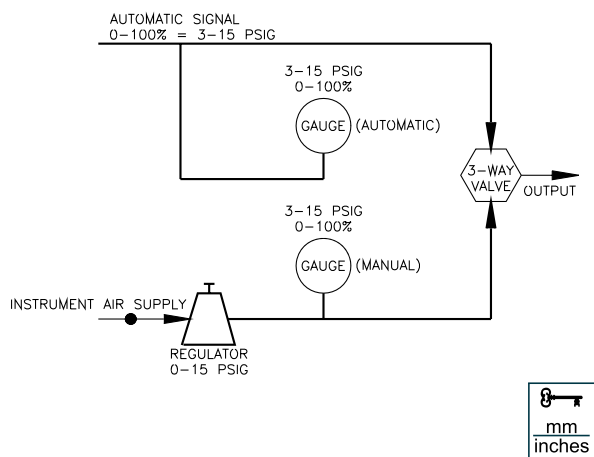 AUTOMATIC SIGNAL
0-100% = 3-15 PSIG
3-15 PSIG
0-100%
GAUGE (AUTOMATIC)
3-WAY
VALVE
OUTPUT
3-15 PSIG
0-100%
GAUGE (MANUAL)
INSTRUMENT AIR SUPPLY
REGULATOR
0-15 PSIG
mm
inches